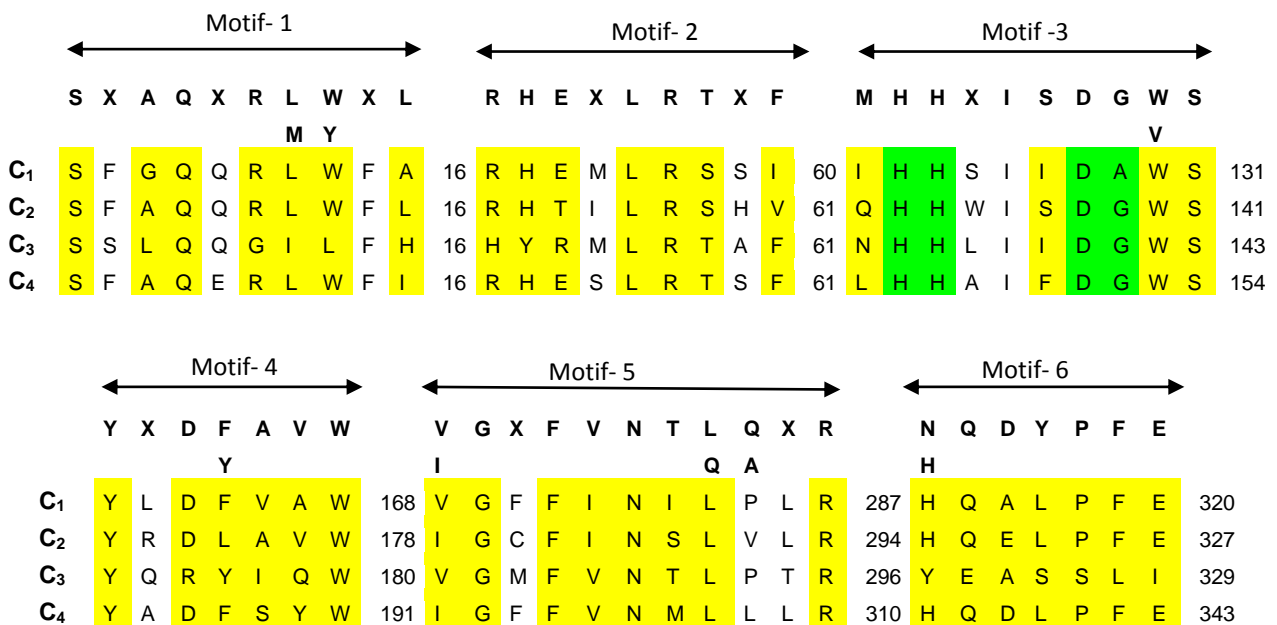 Motif- 1 Motif- 2 Motif -3
S X A Q X R L W X L R H E X L R T X F M H H X I S D G W S
M Y V
C1 S F G Q Q R L W F A 16 R H E M L R S S I 60 I H H S I I D A W S 131
C2 S F A Q Q R L W F L 16 R H T I L R S H V 61 Q H H W I S D G W S 141
C3 S S L Q Q G I L F H 16 H Y R M L R T A F 61 N H H L I I D G W S 143
C4 S F A Q E R L W F I 16 R H E S L R T S F 61 L H H A I F D G W S 154
Motif- 4 Motif- 5 Motif- 6
Y X D F A V W V G X F V N T L Q X R N Q D Y P F E
Y I Q A H
C1 Y L D F V A W 168 V G F F I N I L P L R 287 H Q A L P F E 320
C2 Y R D L A V W 178 I G C F I N S L V L R 294 H Q E L P F E 327
C3 Y Q R Y I Q W 180 V G M F V N T L P T R 296 Y E A S S L I 329
C4 Y A D F S Y W 191 I G F F V N M L L L R 310 H Q D L P F E 343